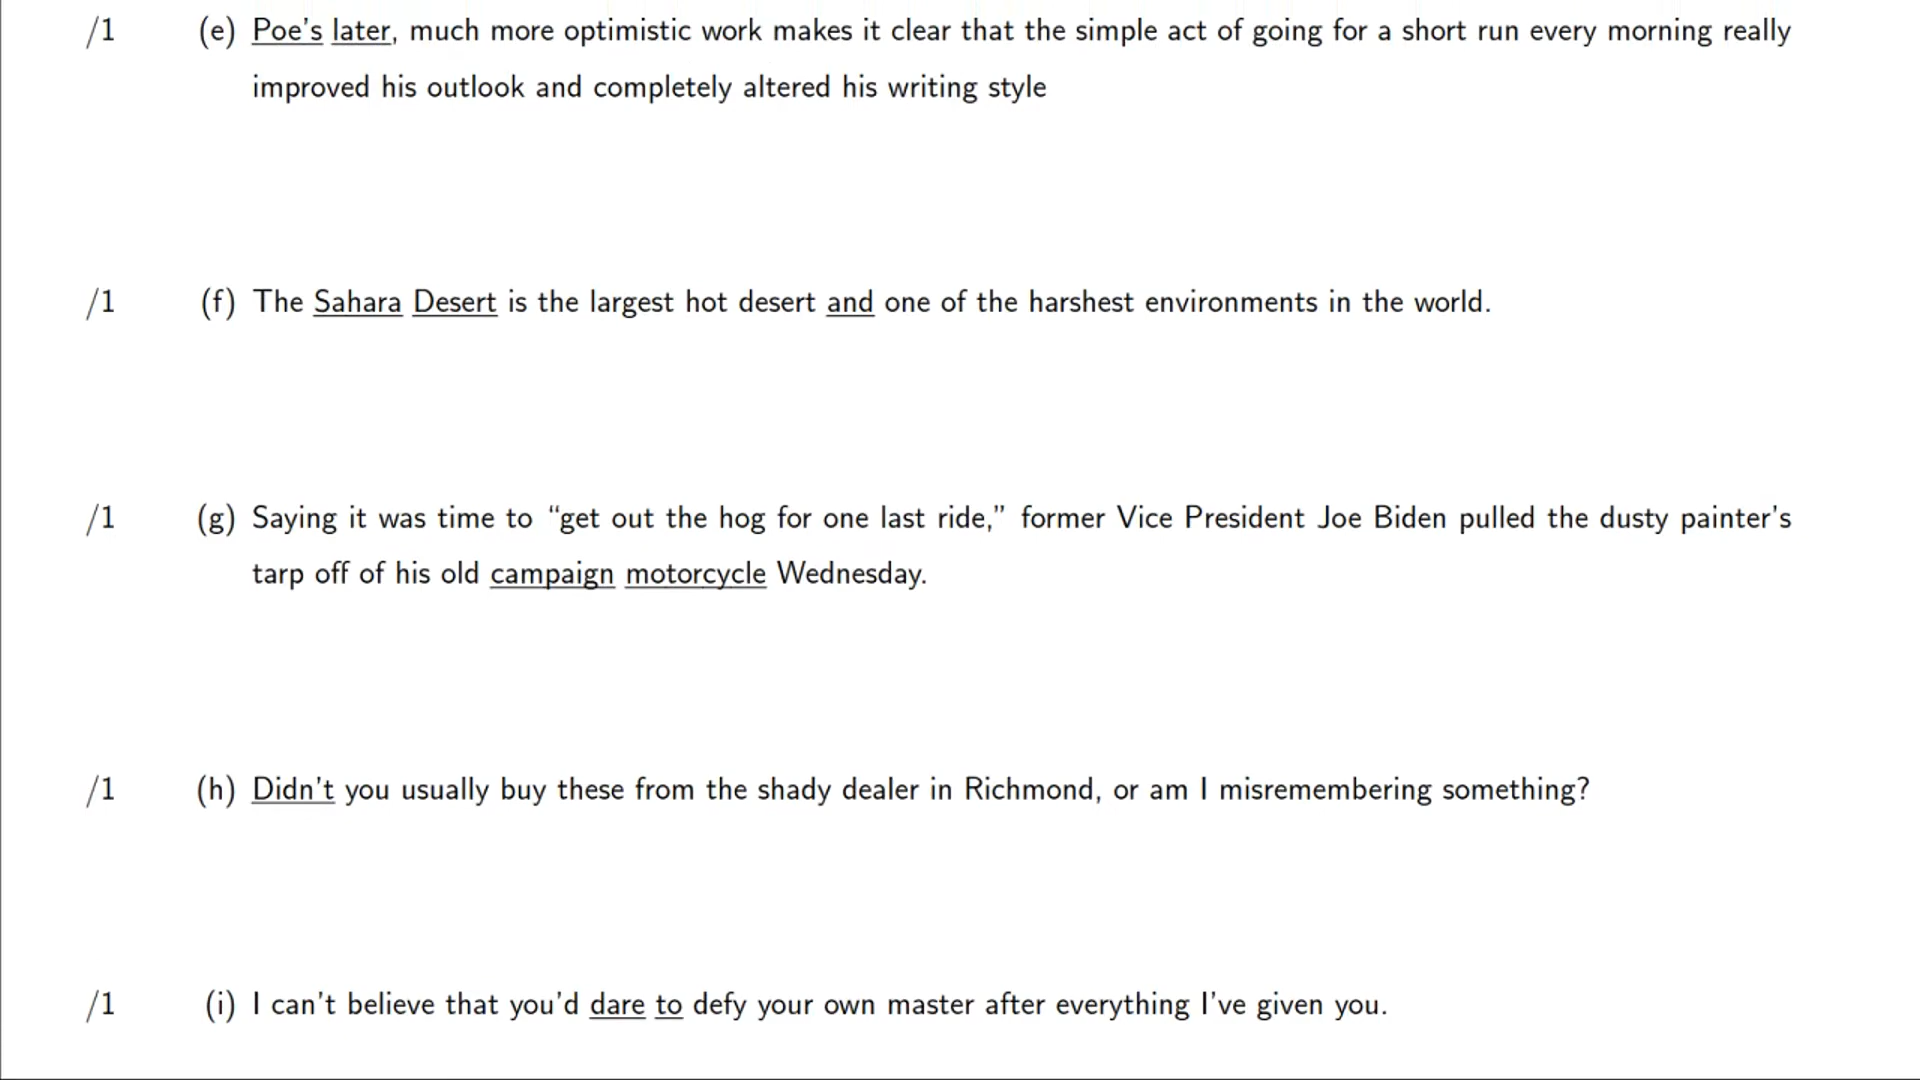 /1 (e) Poe's later, much more optimistic work makes it clear that the simple act of going for a short run every morning really
improved his outlook and completely altered his writing style
/1 (f) The Sahara Desert is the largest hot desert and one of the harshest environments in the world.
/1 (g) Saying it was time to “get out the hog for one last ride,” former Vice President Joe Biden pulled the dusty painter's
tarp off of his old campaign motorcycle Wednesday.
/1 (h) Didn't you usually buy these from the shady dealer in Richmond, or am I misremembering something?
/1 (i) I can't believe that you'd dare to defy your own master after everything I've given you.